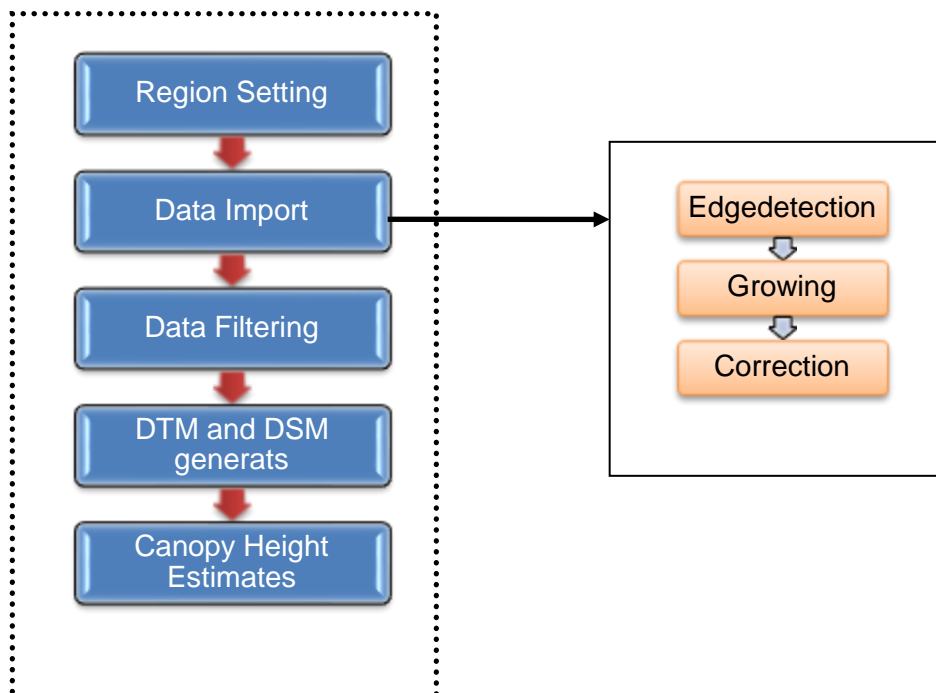 Region Setting
Data Import
Data Filtering
DTM and DSM
generats
Canopy Height
Estimates
Edgedetection
Growing
Correction